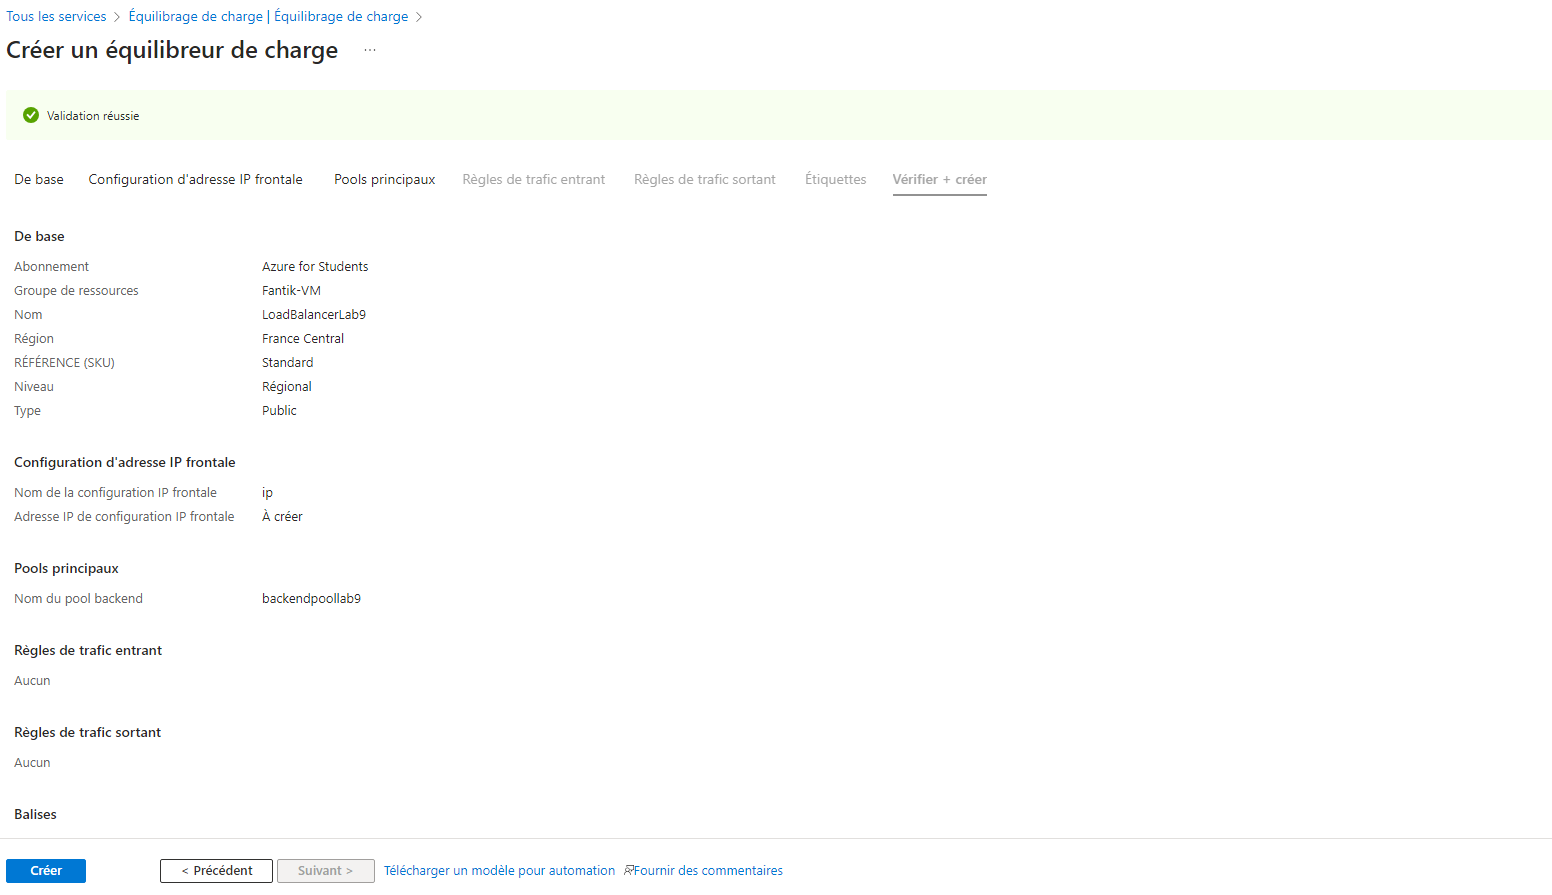 Tous les services > Équilibrage de charge | Équilibrage de charge >
Créer un équilibreur de charge ...
Validation réussie
De base Configuration d'adresse IP frontale Pools principaux Règles de trafic entrant Règles de trafic sortant Étiquettes Vérifier + créer
De base
Abonnement Azure for Students
Groupe de ressources Fantik-VM
Nom LoadBalancerLab9
Région France Central
RÉFÉRENCE (SKU) Standard
Niveau Régional
Type Public
Configuration d'adresse IP frontale
Nom de la configuration IP frontale ip
Adresse IP de configuration IP frontale À créer
Pools principaux
Nom du pool backend backendpoollab9
Règles de trafic entrant
Aucun
Règles de trafic sortant
Aucun
Balises
Créer < Précédent Suivant > Télécharger un modèle pour automation Fournir des commentaires